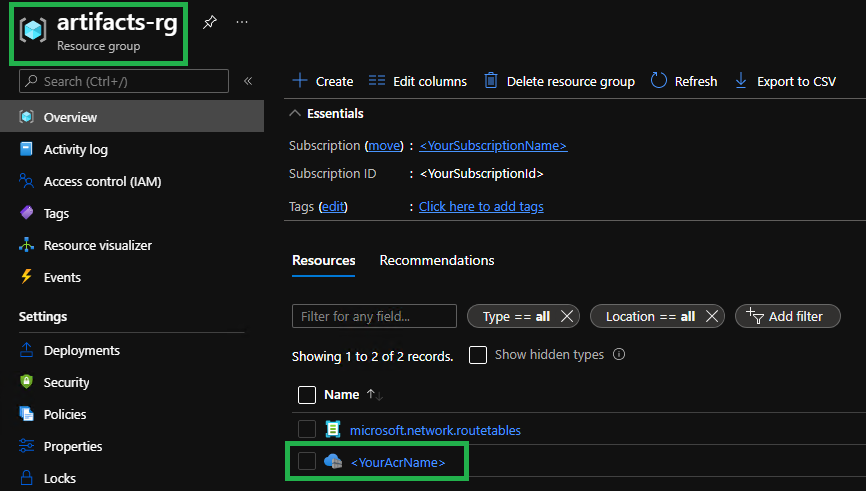 artifacts-rg
Resource group
Search (Ctrl+/)
Overview
Activity log
Access control (IAM)
Tags
Resource visualizer
Events
Settings
Deployments
Security
Policies
Properties
Locks
Create Edit columns Delete resource group Refresh Export to CSV
Essentials
Subscription (move) : <YourSubscriptionName>
Subscription ID : <YourSubscriptionId>
Tags (edit) : Click here to add tags
Resources Recommendations
Filter for any field... Type == all Location == all Add filter
Showing 1 to 2 of 2 records. Show hidden types
Name
microsoft.network.routetables
<YourAcrName>